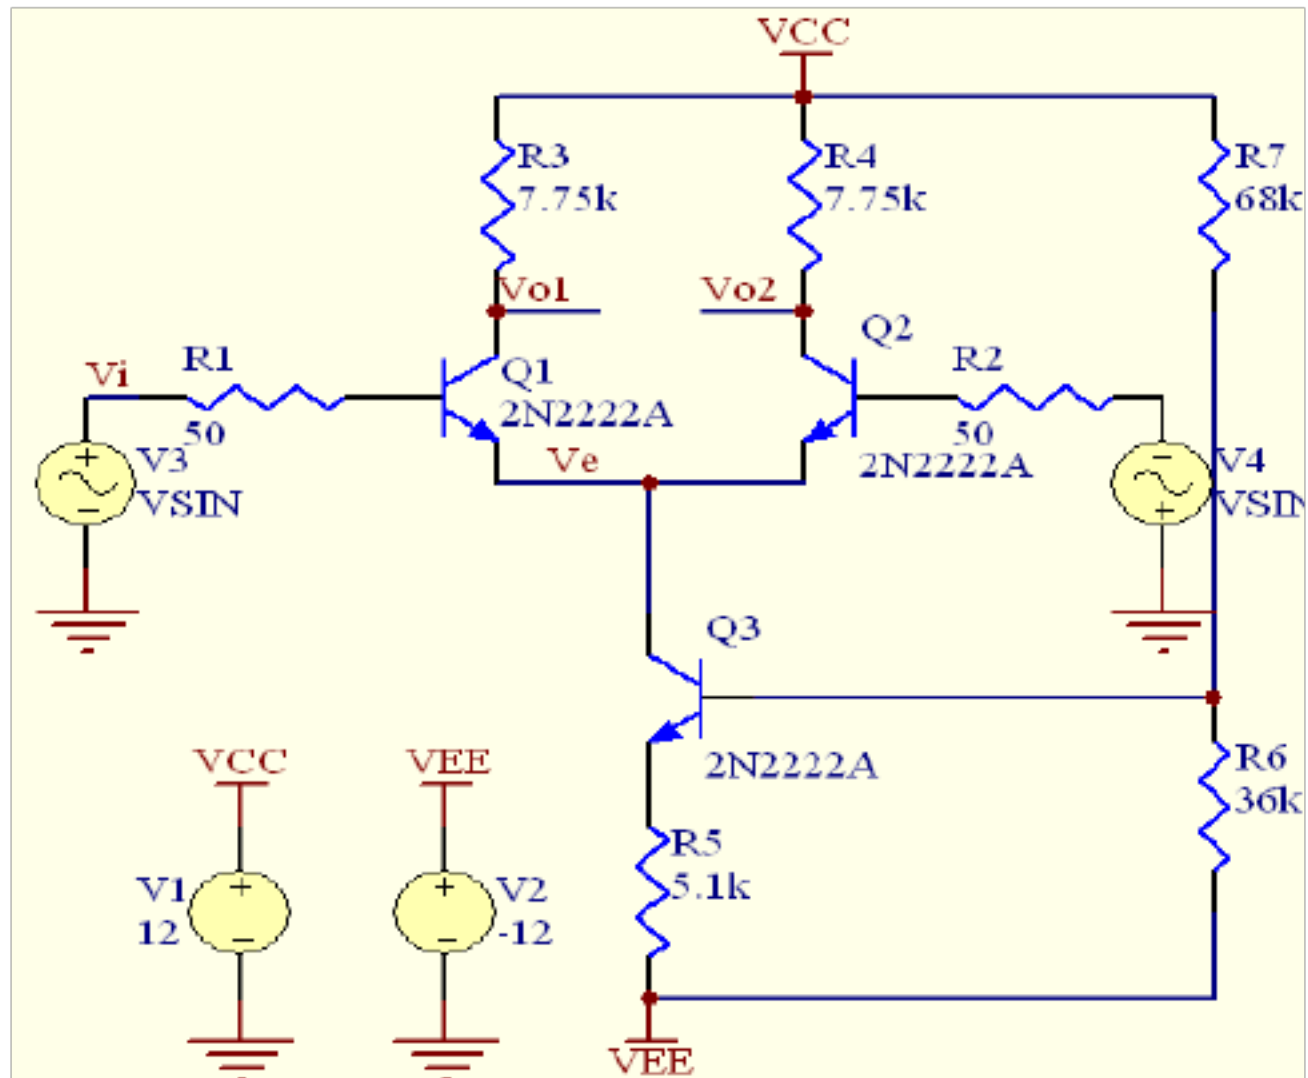 VCC
R3
7.75k
R4
7.75k
R7
68k
Vo1
Vo2
Q2
2N2222A
Vi
R1
50
Q1
2N2222A
R2
50
Ve
V3
VSIN
V4
VSIN
Q3
2N2222A
VCC
VEE
R6
36k
R5
5.1k
V1
12
V2
-12
VEE
+
−
−
+
+
−
+
−